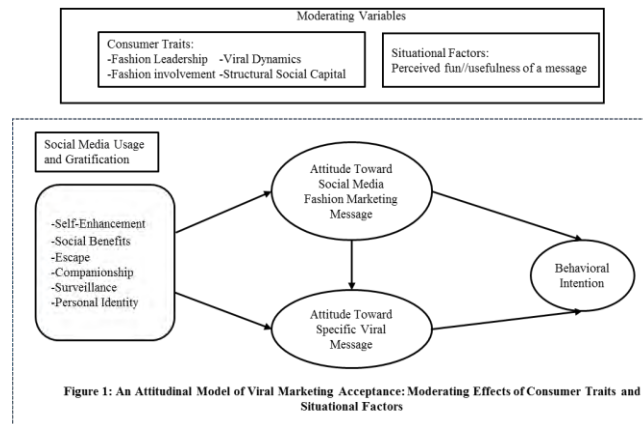 Moderating Variables
Consumer Traits:
-Fashion Leadership -Viral Dynamics
-Fashion involvement -Structural Social Capital
Situational Factors:
Perceived fun//usefulness of a message
Social Media Usage
and Gratification
-Self-Enhancement
-Social Benefits
-Escape
-Companionship
-Surveillance
-Personal Identity
Attitude Toward
Social Media
Fashion Marketing
Message
Attitude Toward
Specific Viral
Message
Behavioral
Intention
Figure 1: An Attitudinal Model of Viral Marketing Acceptance: Moderating Effects of Consumer Traits and
Situational Factors